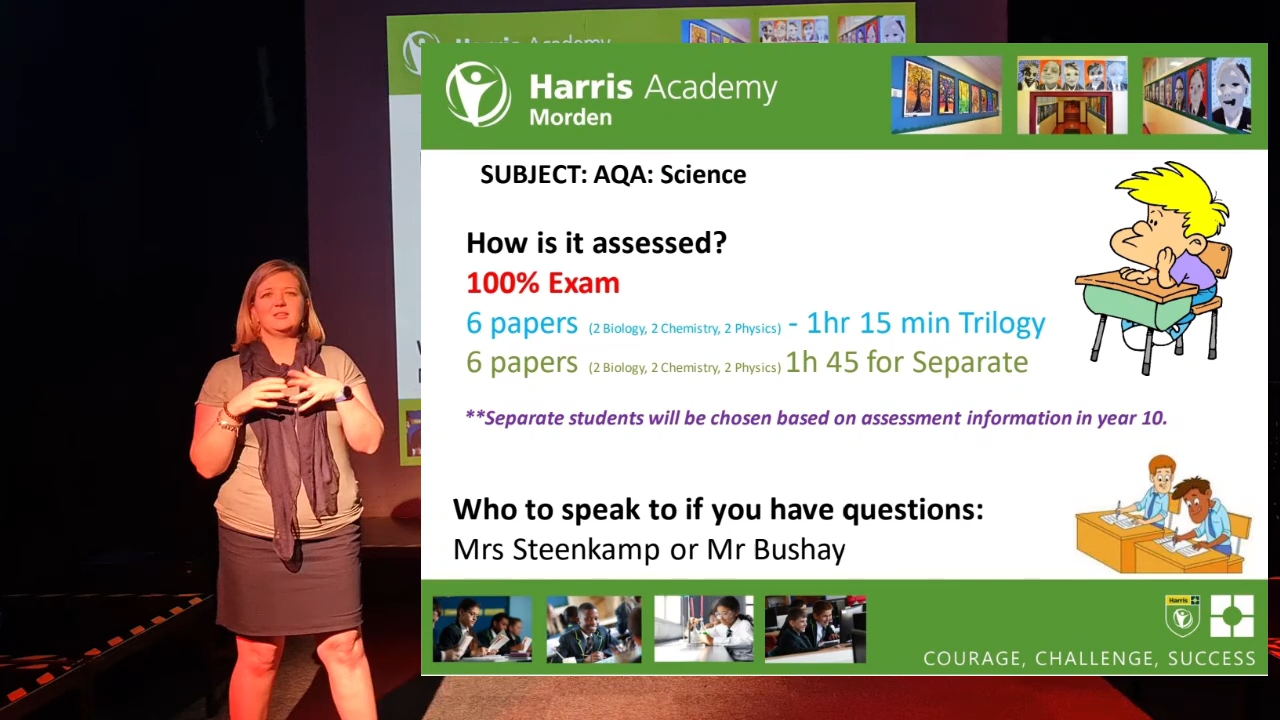 Harris Academy
Harris Academy
Morden
SUBJECT: AQA: Science
How is it assessed?
100% Exam
6 papers (2 Biology, 2 Chemistry, 2 Physics) - 1hr 15 min Trilogy
6 papers (2 Biology, 2 Chemistry, 2 Physics) 1h 45 for Separate
**Separate students will be chosen based on assessment information in year 10.
Who to speak to if you have questions:
Mrs Steenkamp or Mr Bushay
Harris
COURAGE, CHALLENGE, SUCCESS